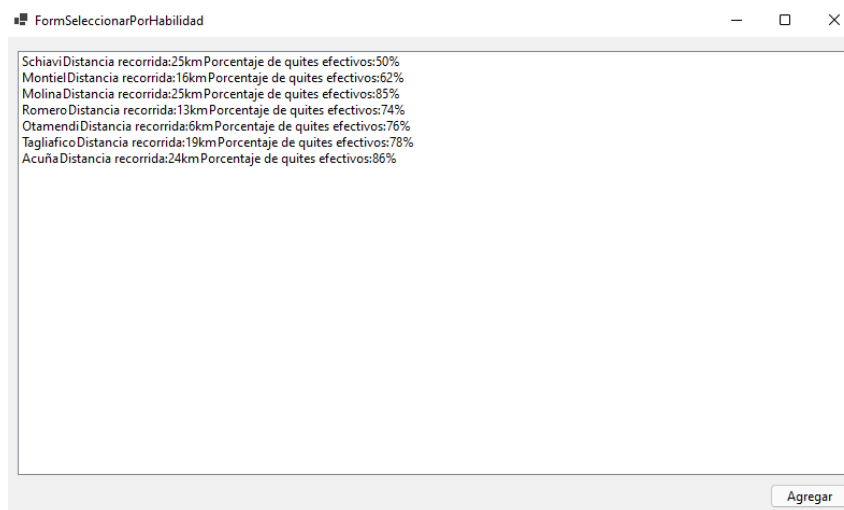 FormSeleccionarPorHabilidad
SchiaviDistancia recorrida:25kmPorcentaje de quites efectivos:50%
MontielDistancia recorrida:16kmPorcentaje de quites efectivos:62%
MolinaDistancia recorrida:25kmPorcentaje de quites efectivos:85%
RomeroDistancia recorrida:13kmPorcentaje de quites efectivos:74%
OtamendiDistancia recorrida:6kmPorcentaje de quites efectivos:76%
TagliaficoDistancia recorrida:19kmPorcentaje de quites efectivos:78%
AcuñaDistancia recorrida:24kmPorcentaje de quites efectivos:86%
Agregar